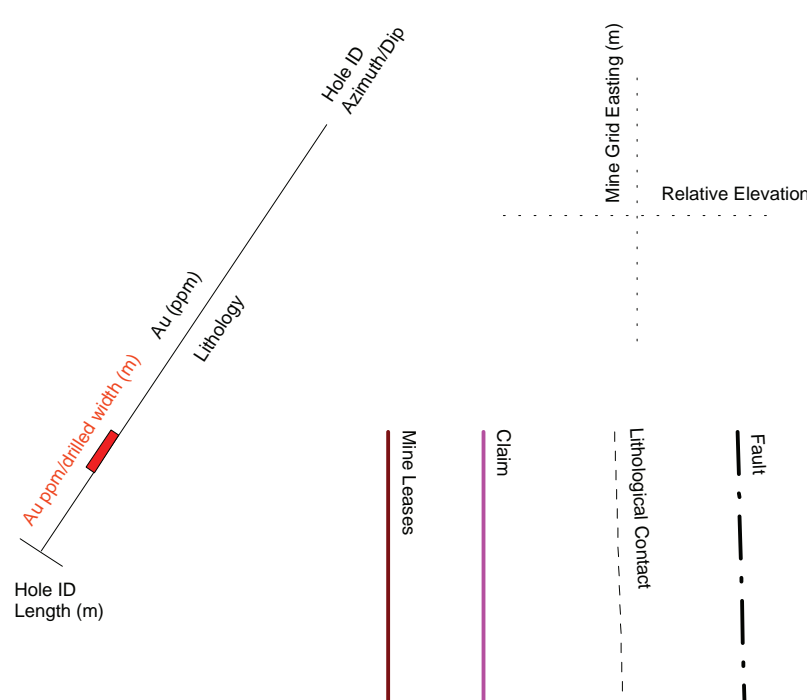 Hole ID
Azimuth/Dip
Mine Grid Easting (m)
Relative Elevation
Au (ppm)
Lithology
Au ppm/drilled width (m)
Hole ID
Length (m)
Mine Leases
Claim
Lithological Contact
Fault